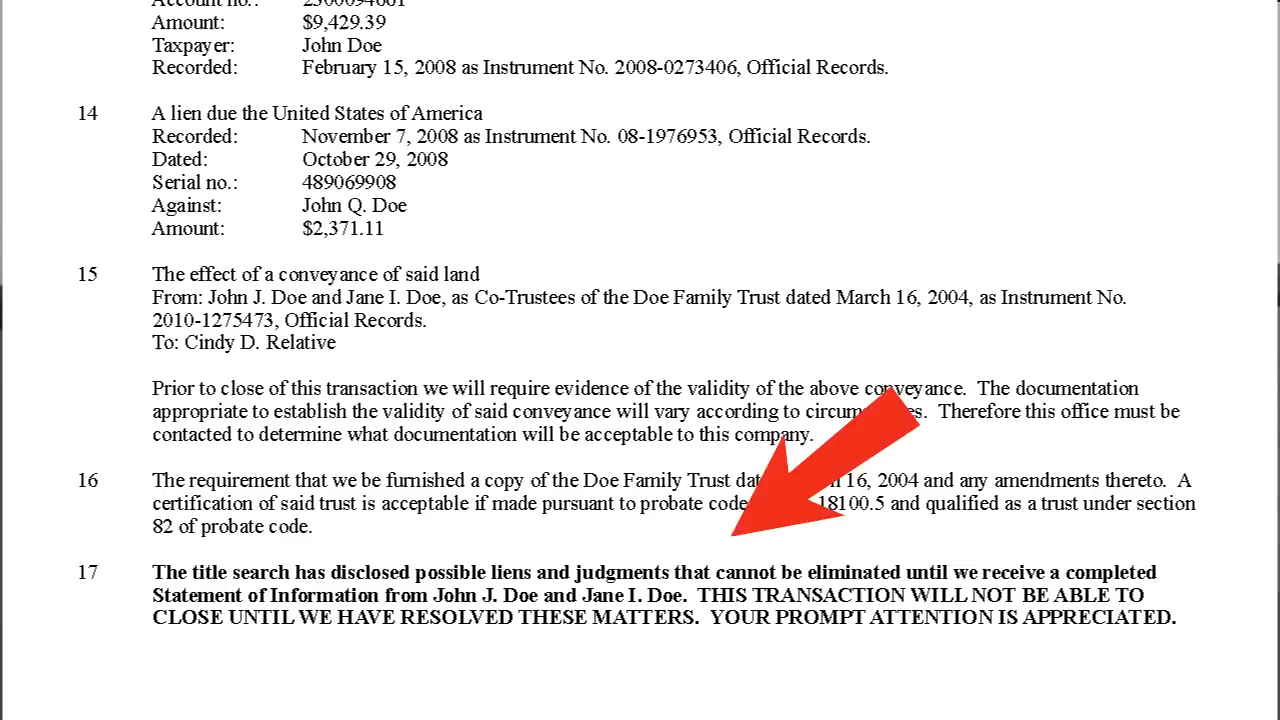 Amount: $9,429.39
Taxpayer: John Doe
Recorded: February 15, 2008 as Instrument No. 2008-0273406, Official Records.
14 A lien due the United States of America
Recorded: November 7, 2008 as Instrument No. 08-1976953, Official Records.
Dated: October 29, 2008
Serial no.: 489069908
Against: John Q. Doe
Amount: $2,371.11
15 The effect of a conveyance of said land
From: John J. Doe and Jane I. Doe, as Co-Trustees of the Doe Family Trust dated March 16, 2004, as Instrument No.
2010-1275473, Official Records.
To: Cindy D. Relative
Prior to close of this transaction we will require evidence of the validity of the above conveyance. The documentation
appropriate to establish the validity of said conveyance will vary according to Therefore this office must be
contacted to determine what documentation will be acceptable to this company.
16 The requirement that we be furnished a copy of the Doe Family Trust 16, 2004 and any amendments thereto. A
certification of said trust is acceptable if made pursuant to probate code 18100.5 and qualified as a trust under section
82 of probate code.
17 The title search has disclosed possible liens and judgments that cannot be eliminated until we receive a completed
Statement of Information from John J. Doe and Jane I. Doe. THIS TRANSACTION WILL NOT BE ABLE TO
CLOSE UNTIL WE HAVE RESOLVED THESE MATTERS. YOUR PROMPT ATTENTION IS APPRECIATED.